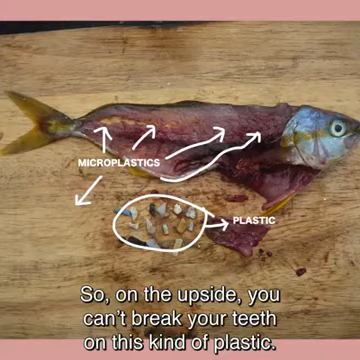 MICROPLASTICS
PLASTIC
So, on the upside, you
can't break your teeth
on this kind of plastic.